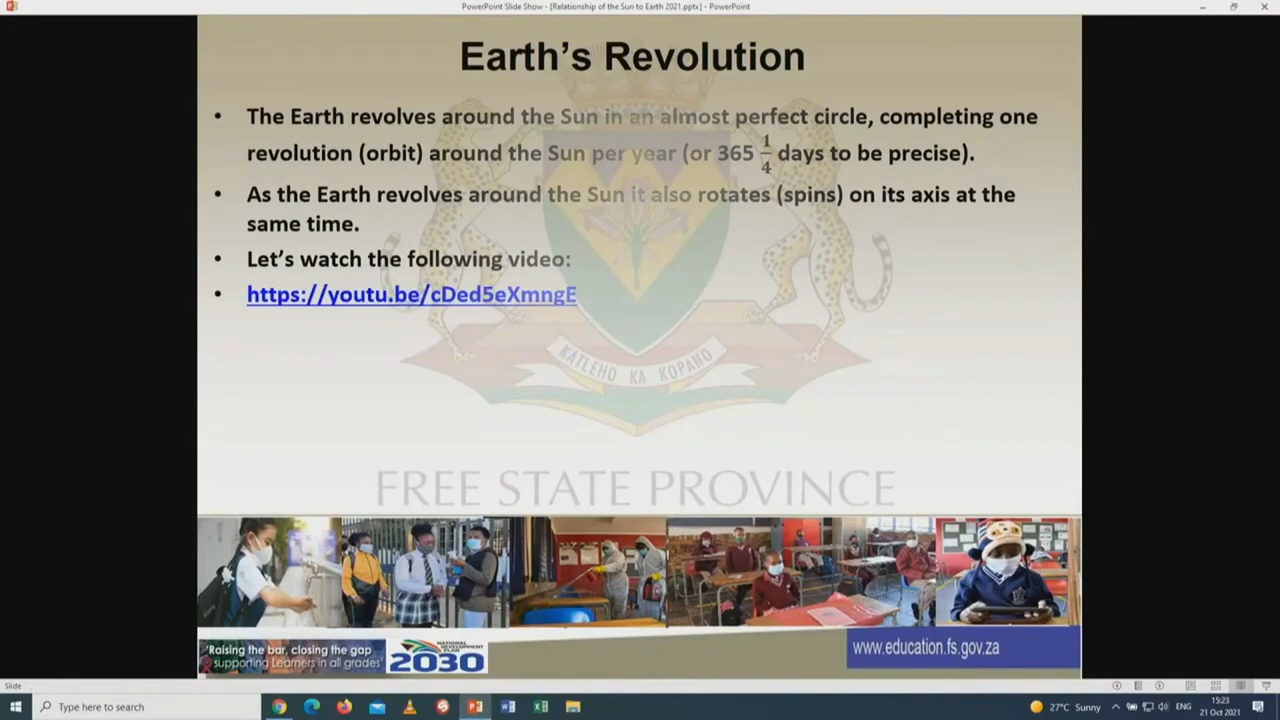 PowerPoint Slide Show - [Relationship of the Sun to Earth 2021.pptx] - PowerPoint
Earth's Revolution
• The Earth revolves around the Sun in an almost perfect circle, completing one
revolution (orbit) around the Sun per year (or 365 1/4 days to be precise).
• As the Earth revolves around the Sun it also rotates (spins) on its axis at the
same time.
• Let's watch the following video:
• https://youtu.be/cDed5eXmngE
KATLEHO KA KOPANO
FREE STATE PROVINCE
'Raising the bar, closing the gap
supporting Learners in all grades'
NATIONAL
DEVELOPMENT
PLAN
2030
www.education.fs.gov.za
Slide
Type here to search
27°C Sunny
ENG
15:23
21 Oct 2021